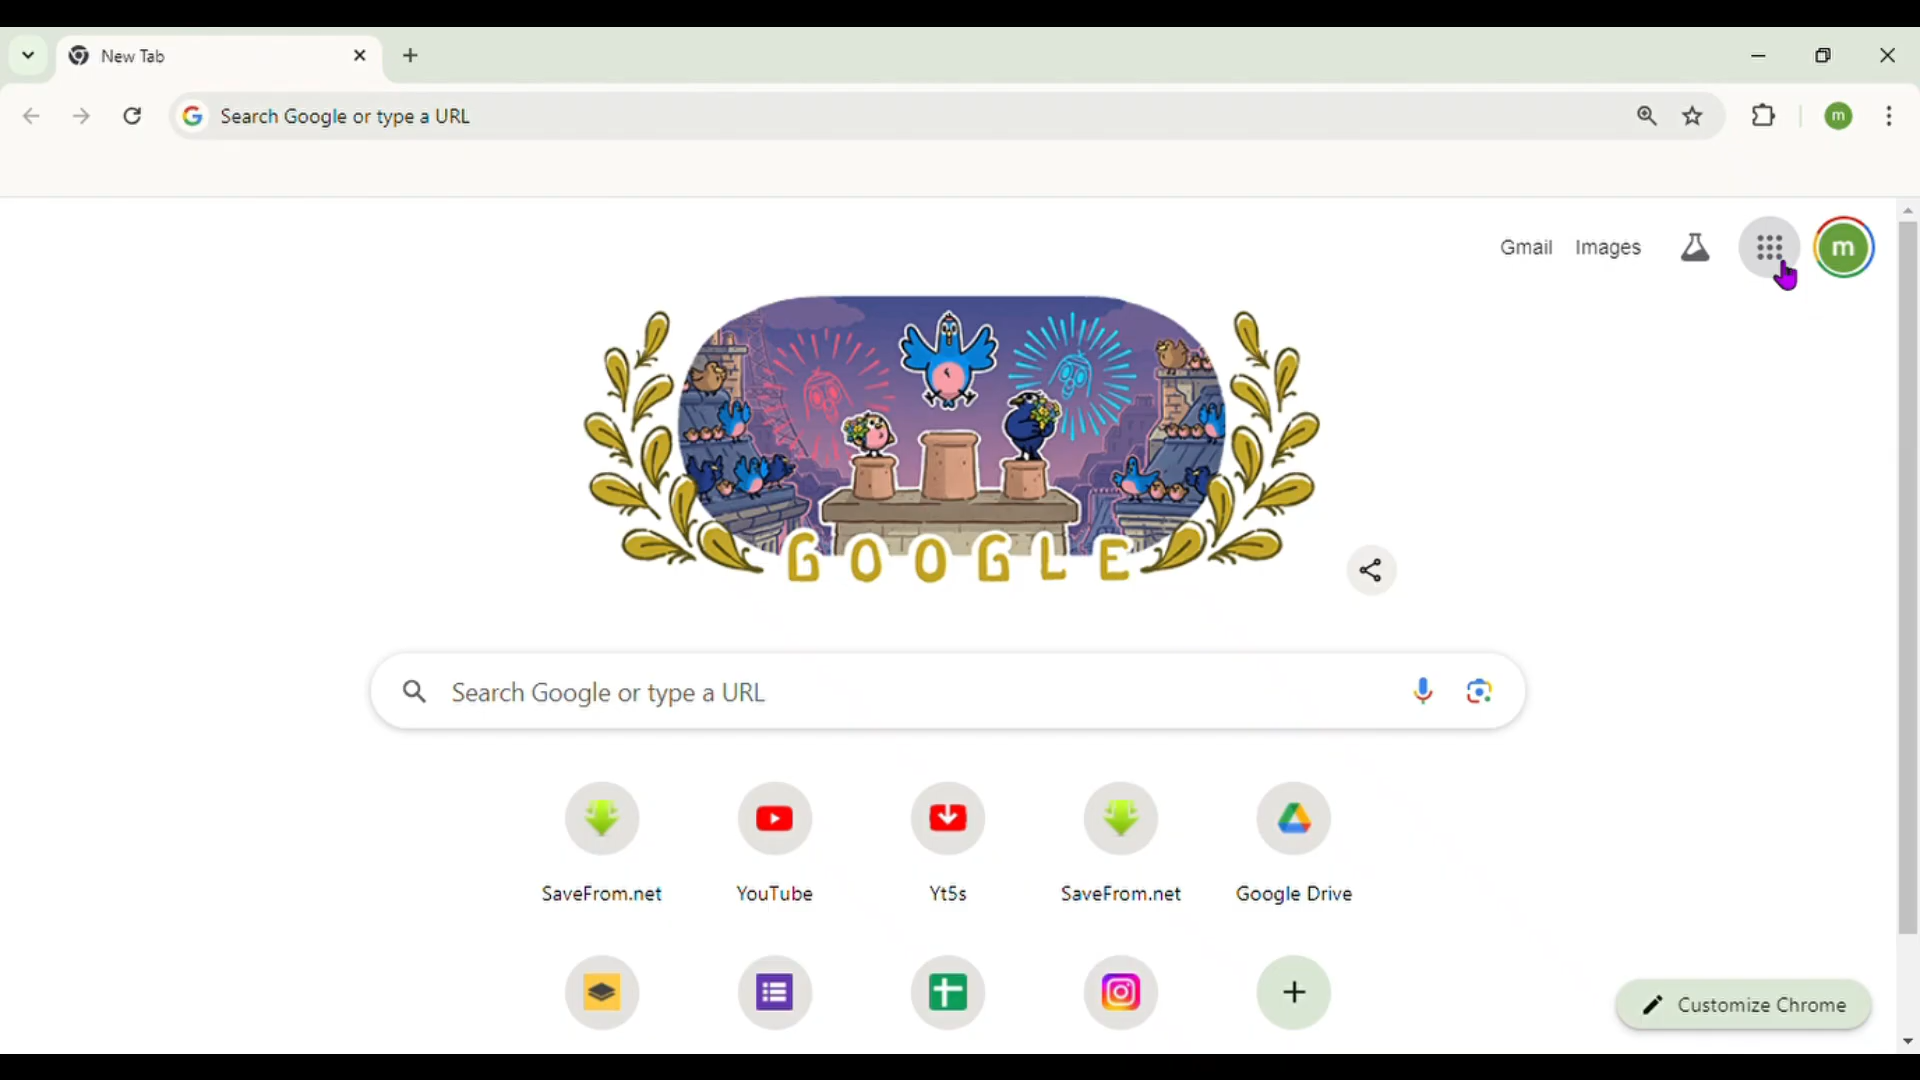 New Tab
Search Google or type a URL
m
Gmail Images
m
GOOGLE
Search Google or type a URL
SaveFrom.net YouTube Yt5s SaveFrom.net Google Drive
Customize Chrome